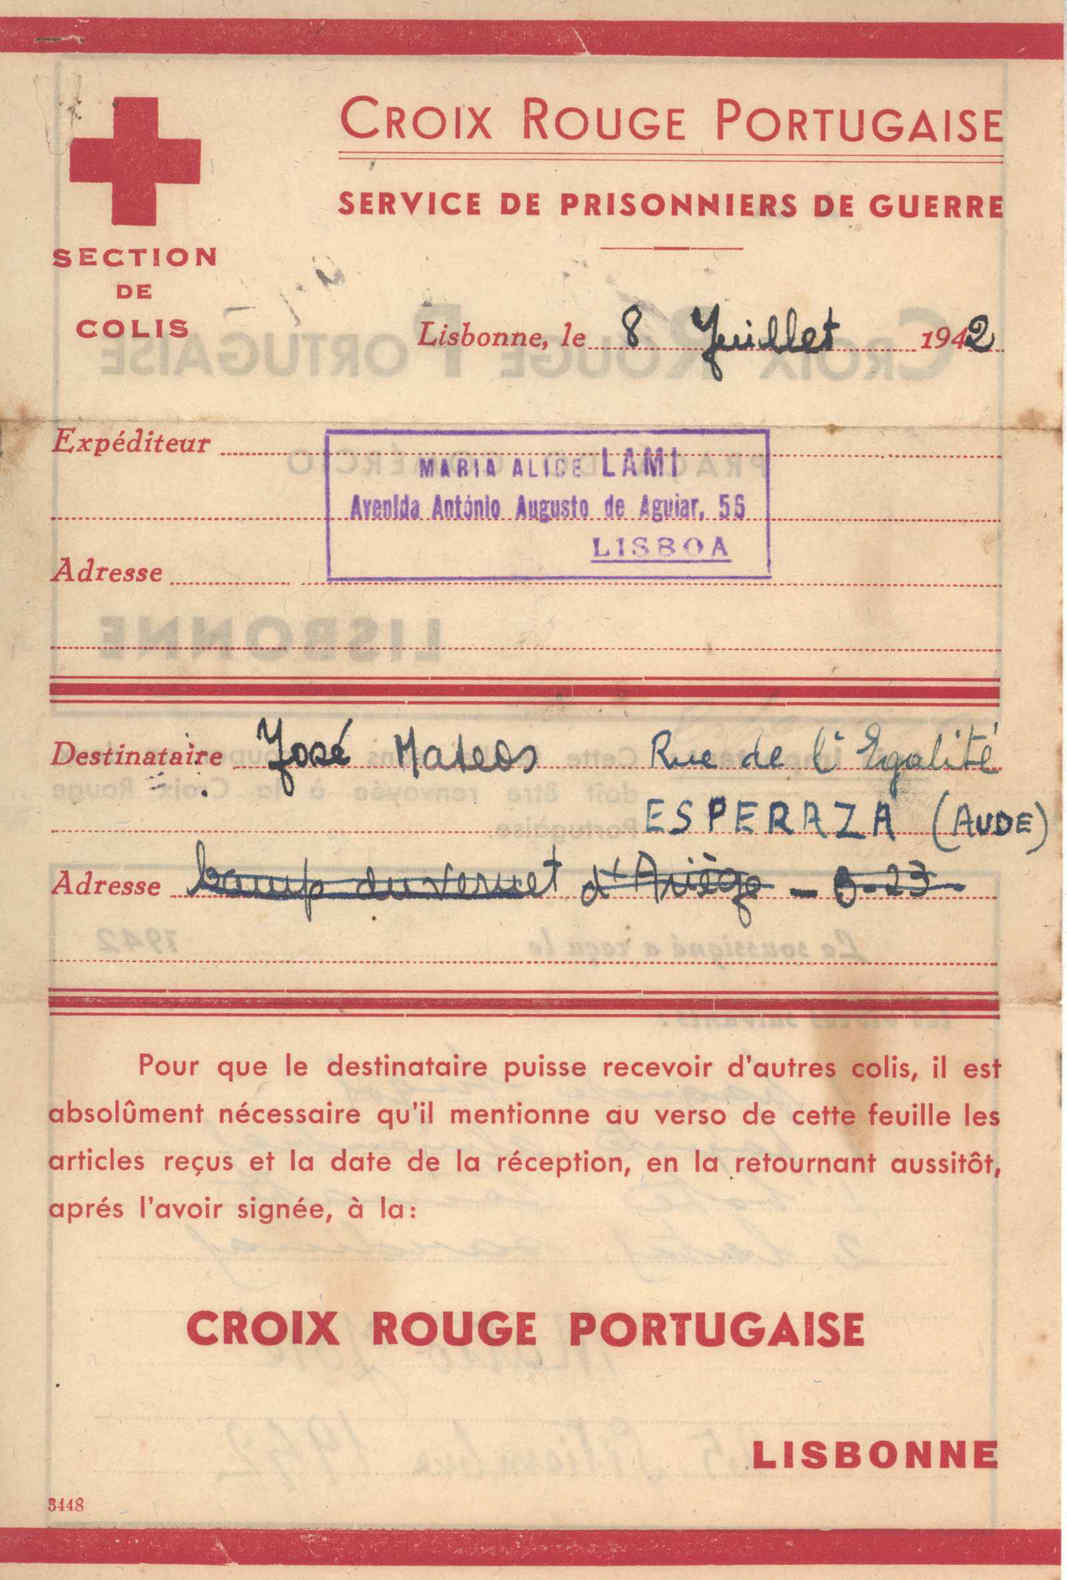 CROIX ROUGE PORTUGAISE
SERVICE DE PRISONNIERS DE GUERRE
SECTION
DE
COLIS
Lisbonne, le 8 Juillet 1942
Expéditeur
MARIA ALICE LAMI
Avenida António Augusto de Aguiar, 56
LISBOA
Adresse
Destinataire José Mateos Rue de l'Egalité
ESPERAZA (AUDE)
Adresse Camp du Vernet d'Ariège - 
Pour que le destinataire puisse recevoir d'autres colis, il est
absolûment nécessaire qu'il mentionne au verso de cette feuille les
articles reçus et la date de la réception, en la retournant aussitôt,
aprés l'avoir signée, à la:
CROIX ROUGE PORTUGAISE
LISBONNE
3448